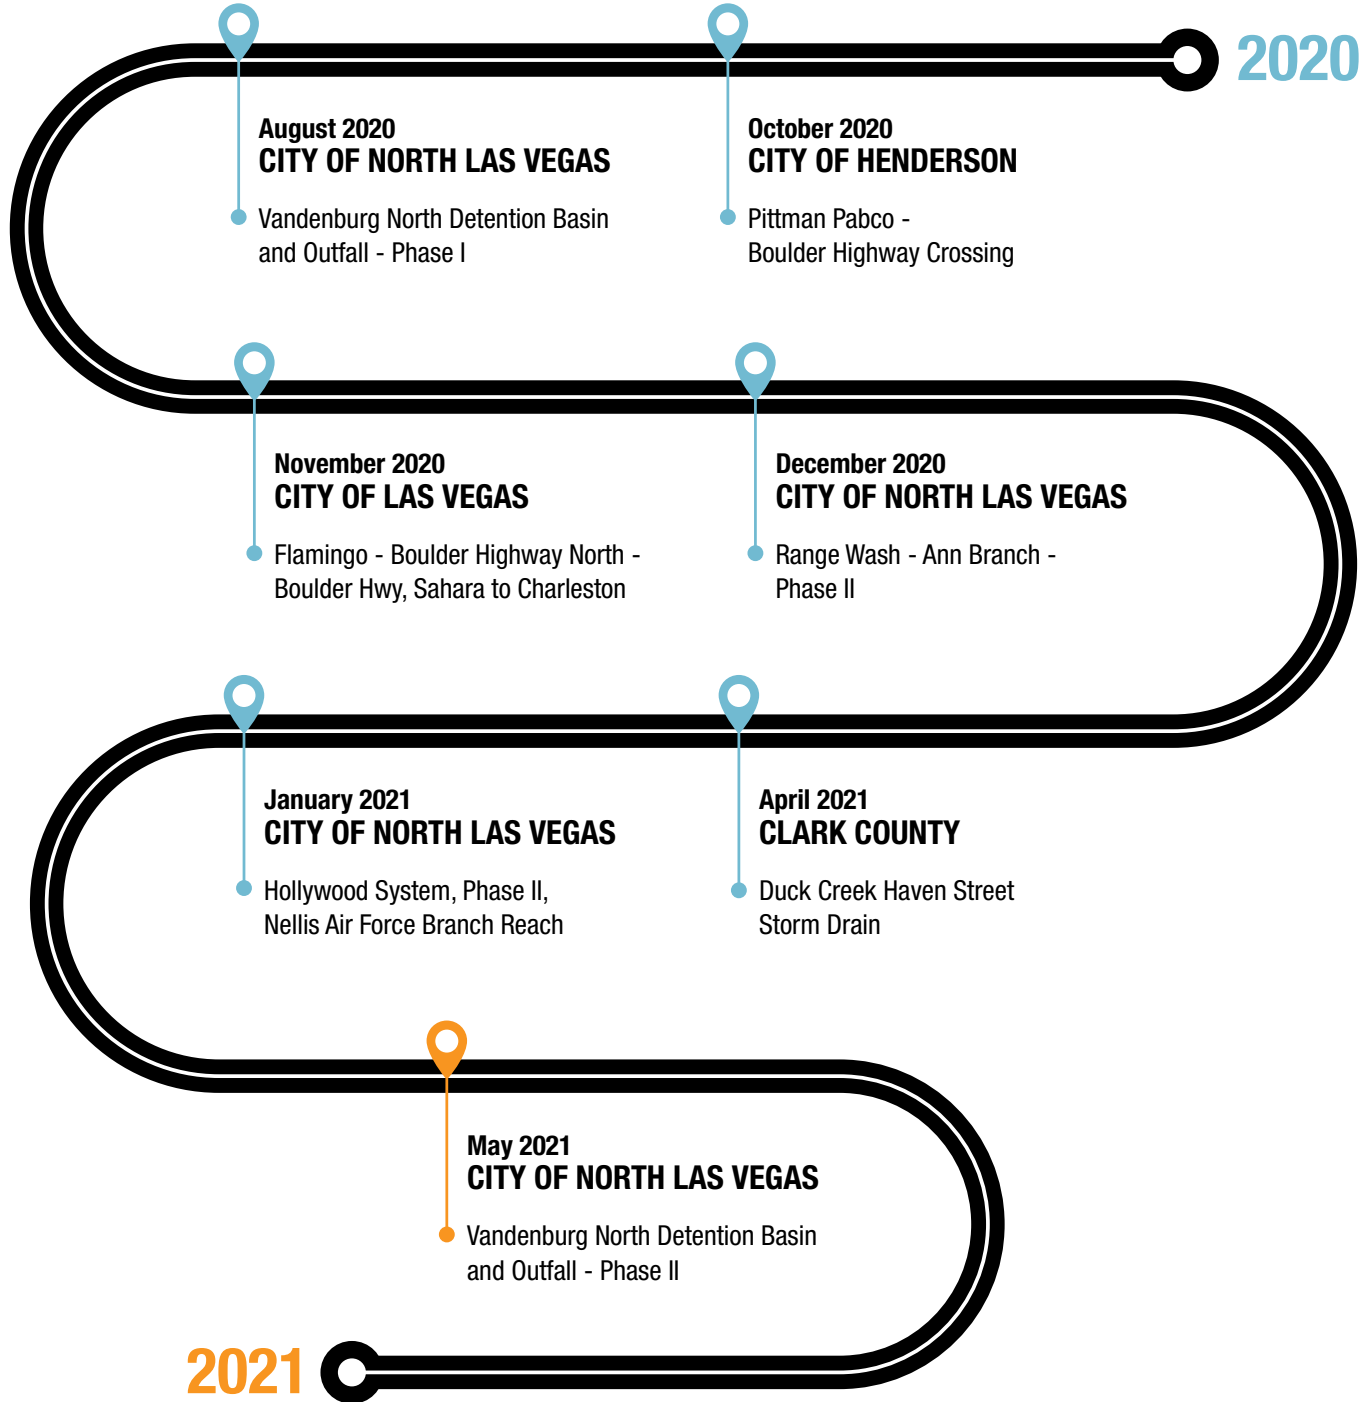 2020
August 2020
CITY OF NORTH LAS VEGAS
Vandenburg North Detention Basin
and Outfall - Phase I
October 2020
CITY OF HENDERSON
Pittman Pabco -
Boulder Highway Crossing
November 2020
CITY OF LAS VEGAS
Flamingo - Boulder Highway North -
Boulder Hwy, Sahara to Charleston
December 2020
CITY OF NORTH LAS VEGAS
Range Wash - Ann Branch -
Phase II
January 2021
CITY OF NORTH LAS VEGAS
Hollywood System, Phase II,
Nellis Air Force Branch Reach
April 2021
CLARK COUNTY
Duck Creek Haven Street
Storm Drain
May 2021
CITY OF NORTH LAS VEGAS
Vandenburg North Detention Basin
and Outfall - Phase II
2021